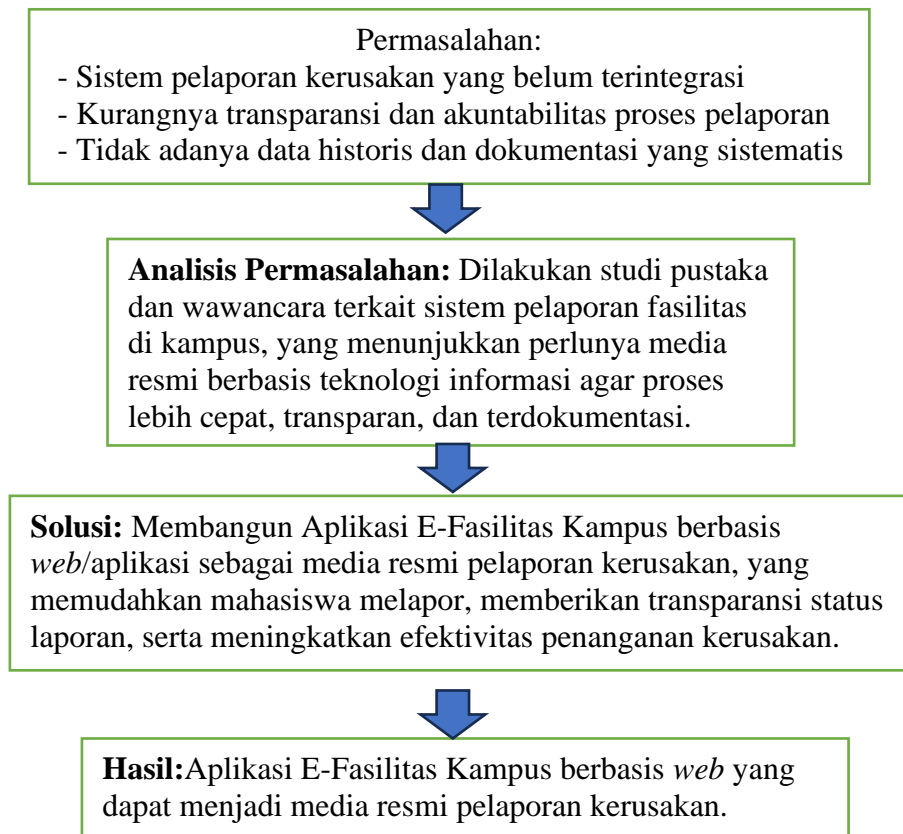 Permasalahan:
- Sistem pelaporan kerusakan yang belum terintegrasi
- Kurangnya transparansi dan akuntabilitas proses pelaporan
- Tidak adanya data historis dan dokumentasi yang sistematis
Analisis Permasalahan: Dilakukan studi pustaka
dan wawancara terkait sistem pelaporan fasilitas
di kampus, yang menunjukkan perlunya media
resmi berbasis teknologi informasi agar proses
lebih cepat, transparan, dan terdokumentasi.
Solusi: Membangun Aplikasi E-Fasilitas Kampus berbasis
web/aplikasi sebagai media resmi pelaporan kerusakan, yang
memudahkan mahasiswa melapor, memberikan transparansi status
laporan, serta meningkatkan efektivitas penanganan kerusakan.
Hasil:Aplikasi E-Fasilitas Kampus berbasis web yang
dapat menjadi media resmi pelaporan kerusakan.